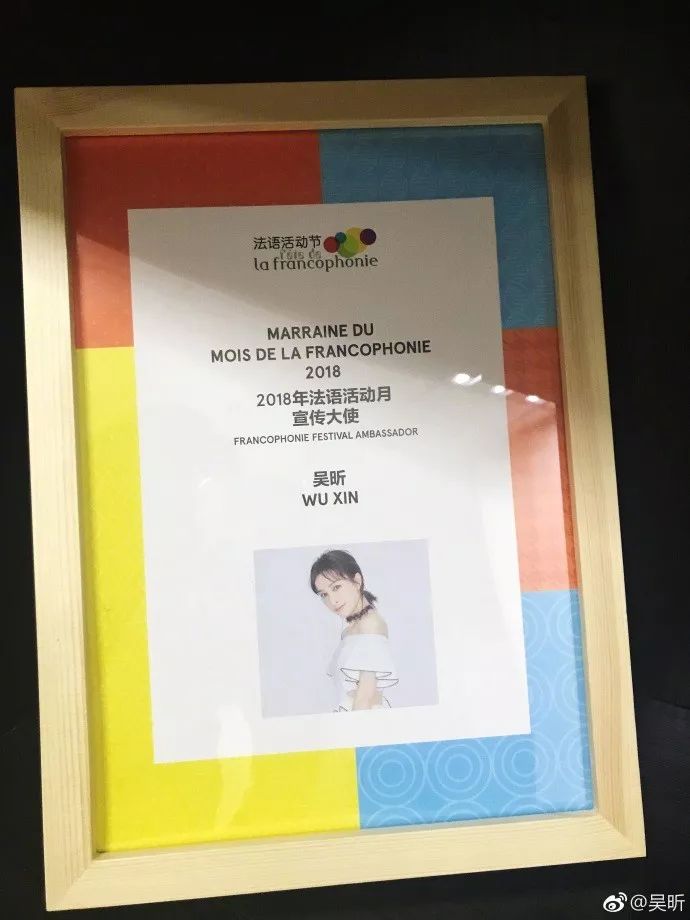 法语活动节
fête de
la francophonie
MARRAINE DU
MOIS DE LA FRANCOPHONIE
2018
2018年法语活动月
宣传大使
FRANCOPHONIE FESTIVAL AMBASSADOR
吴昕
WU XIN
@吴昕